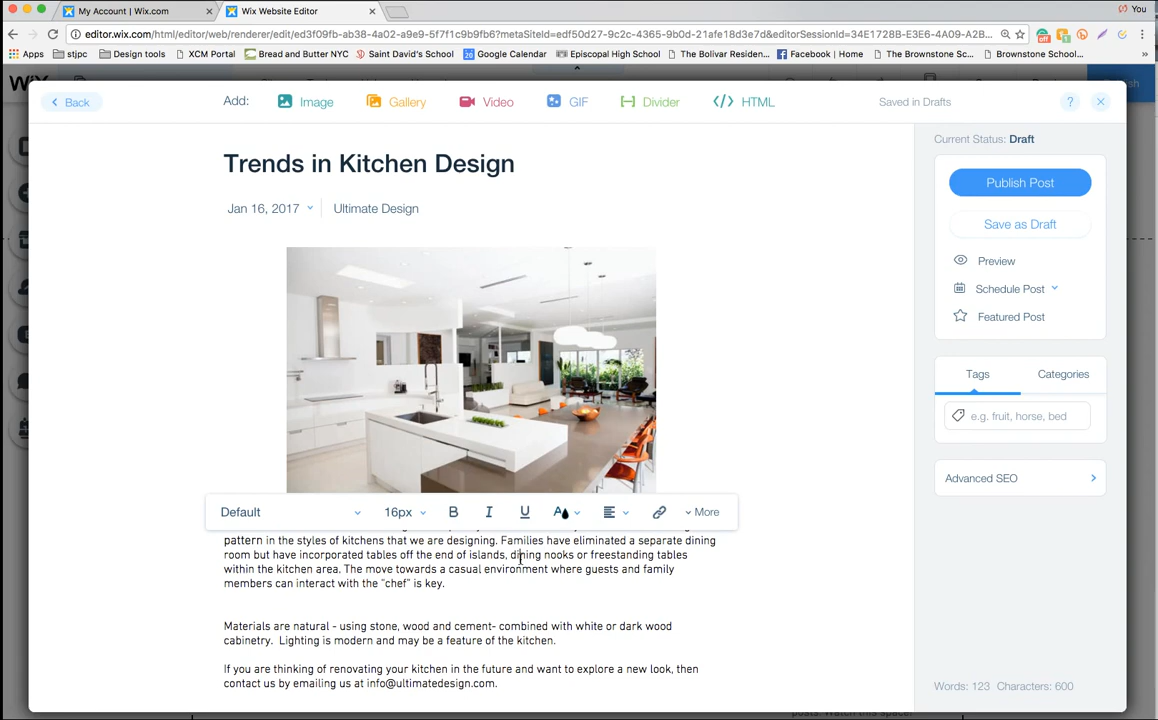 My Account | Wix.com
Wix Website Editor
You
editor.wix.com/html/editor/web/renderer/edit/ed3f09fb-ab38-4a02-a9e9-5f7f1c9b9fb6?metaSiteId=edf50d27-9c2c-4365-9b0d-21afe18d3e7d&editorSessionId=34E1728B-E3E6-4A09-A2B...
Apps
stjpc
Design tools
XCM Portal
Bread and Butter NYC
Saint David's School
Google Calendar
Episcopal High School
The Bolivar Residen...
Facebook | Home
The Brownstone Sc...
Brownstone School...
»
Back
Add:
Image
Gallery
Video
GIF
Divider
HTML
Saved in Drafts
?
Trends in Kitchen Design
Jan 16, 2017
Ultimate Design
Current Status: Draft
Publish Post
Save as Draft
Preview
Schedule Post
Featured Post
Tags
Categories
e.g. fruit, horse, bed
Advanced SEO
Default
16px
B
I
U
A
More
pattern in the styles of kitchens that we are designing. Families have eliminated a separate dining
room but have incorporated tables off the end of islands, dining nooks or freestanding tables
within the kitchen area. The move towards a casual environment where guests and family
members can interact with the "chef" is key.
Materials are natural - using stone, wood and cement- combined with white or dark wood
cabinetry. Lighting is modern and may be a feature of the kitchen.
If you are thinking of renovating your kitchen in the future and want to explore a new look, then
contact us by emailing us at info@ultimatedesign.com.
Words: 123 Characters: 600